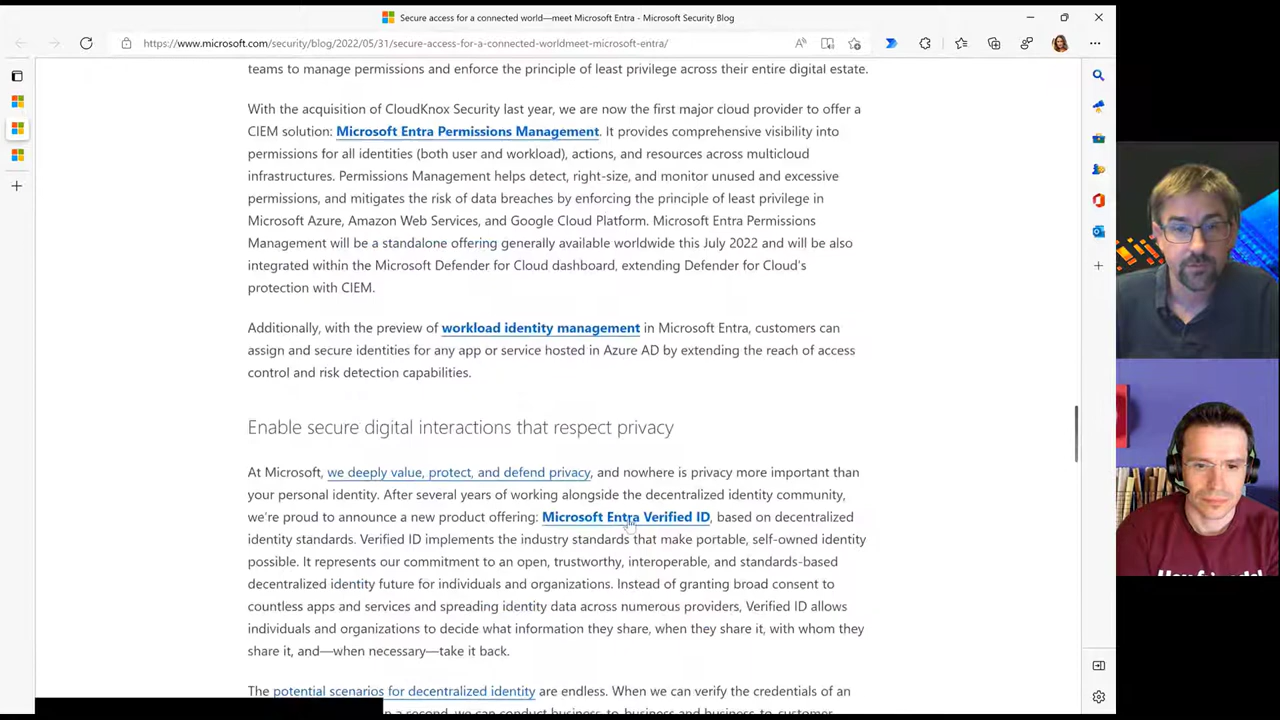 Secure access for a connected world—meet Microsoft Entra - Microsoft Security Blog
https://www.microsoft.com/security/blog/2022/05/31/secure-access-for-a-connected-worldmeet-microsoft-entra/
teams to manage permissions and enforce the principle of least privilege across their entire digital estate.
With the acquisition of CloudKnox Security last year, we are now the first major cloud provider to offer a
CIEM solution: Microsoft Entra Permissions Management. It provides comprehensive visibility into
permissions for all identities (both user and workload), actions, and resources across multicloud
infrastructures. Permissions Management helps detect, right-size, and monitor unused and excessive
permissions, and mitigates the risk of data breaches by enforcing the principle of least privilege in
Microsoft Azure, Amazon Web Services, and Google Cloud Platform. Microsoft Entra Permissions
Management will be a standalone offering generally available worldwide this July 2022 and will be also
integrated within the Microsoft Defender for Cloud dashboard, extending Defender for Cloud's
protection with CIEM.
Additionally, with the preview of workload identity management in Microsoft Entra, customers can
assign and secure identities for any app or service hosted in Azure AD by extending the reach of access
control and risk detection capabilities.
Enable secure digital interactions that respect privacy
At Microsoft, we deeply value, protect, and defend privacy, and nowhere is privacy more important than
your personal identity. After several years of working alongside the decentralized identity community,
we're proud to announce a new product offering: Microsoft Entra Verified ID, based on decentralized
identity standards. Verified ID implements the industry standards that make portable, self-owned identity
possible. It represents our commitment to an open, trustworthy, interoperable, and standards-based
decentralized identity future for individuals and organizations. Instead of granting broad consent to
countless apps and services and spreading identity data across numerous providers, Verified ID allows
individuals and organizations to decide what information they share, when they share it, with whom they
share it, and—when necessary—take it back.
The potential scenarios for decentralized identity are endless. When we can verify the credentials of an